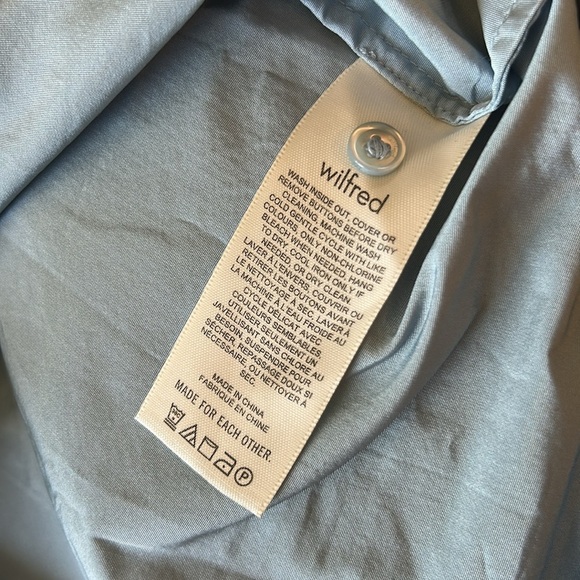 wilfred
WASH INSIDE OUT. COVER OR
REMOVE BUTTONS BEFORE DRY
CLEANING. MACHINE WASH
COLD, GENTLE CYCLE WITH LIKE
COLOURS, ONLY NON-CHLORINE
BLEACH WHEN NEEDED. HANG
TO DRY, COOL IRON ONLY IF
NEEDED, OR DRY CLEAN.
LAVER À L'ENVERS. COUVRIR OU
RETIRER LES BOUTONS AVANT
LE NETTOYAGE À SEC. LAVER À
LA MACHINE À L'EAU FROIDE AU
CYCLE DÉLICAT AVEC
COULEURS SEMBLABLES,
UTILISER SEULEMENT UN
JAVELLISANT SANS CHLORE AU
BESOIN, SUSPENDRE POUR
SÉCHER, REPASSAGE DOUX SI
NÉCESSAIRE, OU NETTOYER À
SEC.
MADE IN CHINA
FABRIQUÉ EN CHINE
MADE FOR EACH OTHER.
P